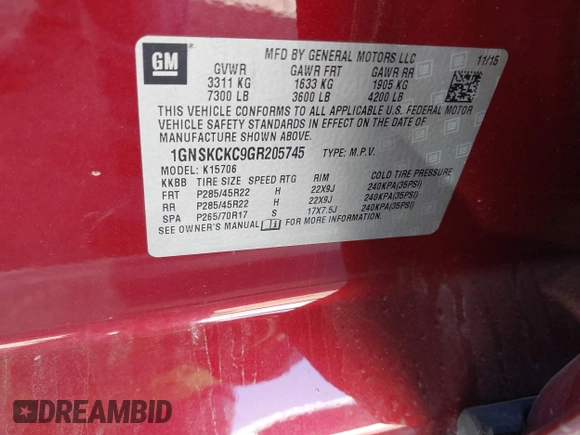 GM
MFD BY GENERAL MOTORS LLC 11/15
GVWR GAWR FRT GAWR RR
3311 KG 1633 KG 1905 KG
7300 LB 3600 LB 4200 LB
THIS VEHICLE CONFORMS TO ALL APPLICABLE U.S. FEDERAL MOTOR
VEHICLE SAFETY STANDARDS IN EFFECT ON THE DATE OF
MANUFACTURE SHOWN ABOVE.
1GNSKCKC9GR205745 TYPE: M.P.V.
MODEL: K15706
KKBB TIRE SIZE SPEED RTG RIM COLD TIRE PRESSURE
FRT P285/45R22 H 22X9J 240KPA(35PSI)
RR P285/45R22 H 22X9J 240KPA(35PSI)
SPA P265/70R17 S 17X7.5J 240KPA(35PSI)
SEE OWNER'S MANUAL FOR MORE INFORMATION.
DREAMBID